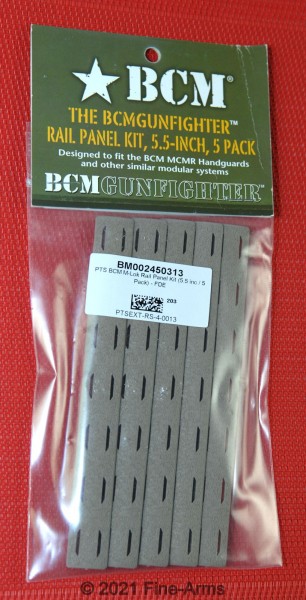 BCM®
THE BCMGUNFIGHTER™
RAIL PANEL KIT, 5.5-INCH, 5 PACK
Designed to fit the BCM MCMR Handguards
and other similar modular systems
BCMGUNFIGHTER™
BM002450313
PTS BCM M-Lok Rail Panel Kit (5.5 inc / 5
Pack) - FDE
203
PTSEXT-RS-4-0013
© 2021 Fine-Arms